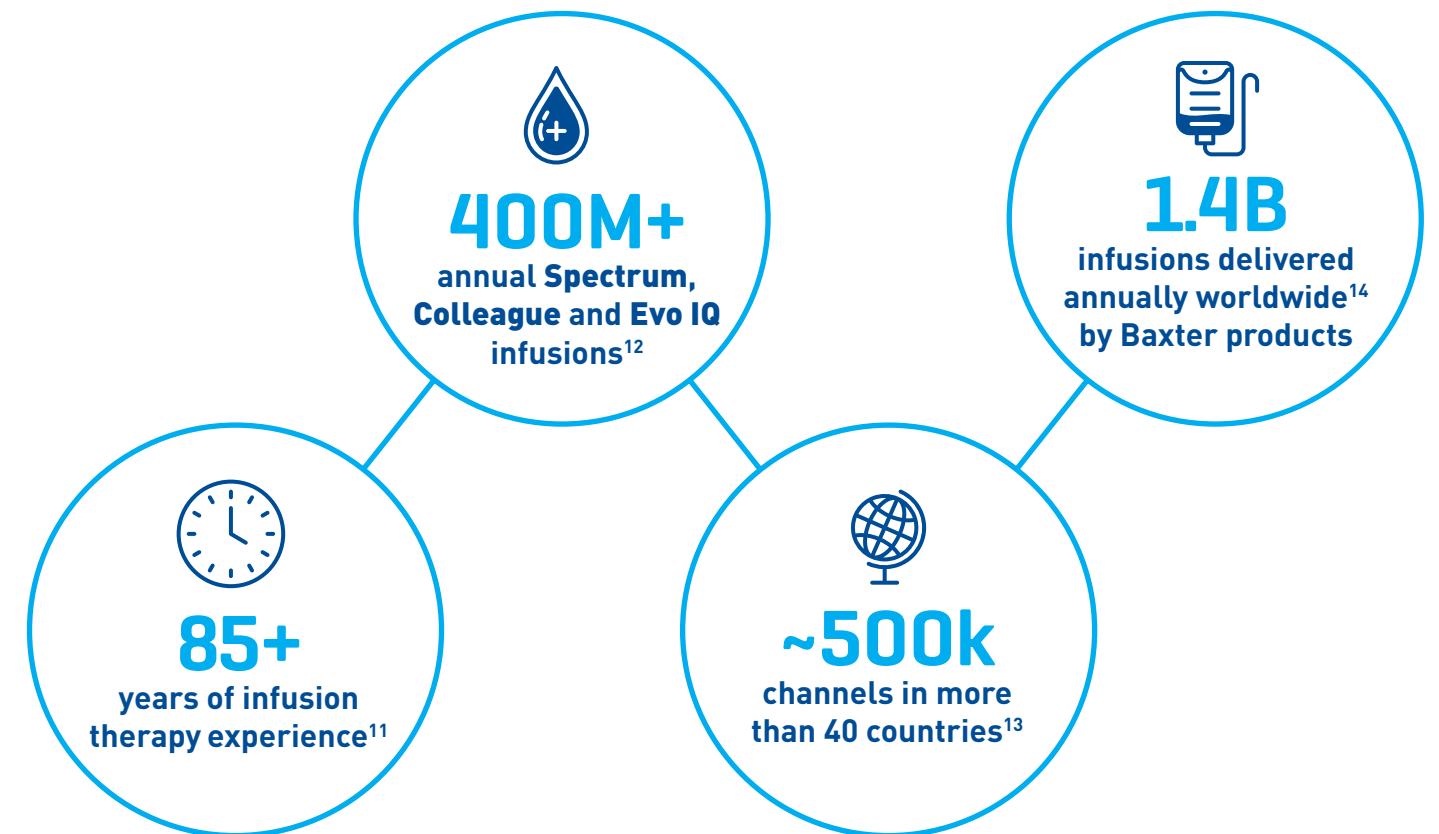 400M+
annual Spectrum,
Colleague and Evo IQ
infusions12
1.4B
infusions delivered
annually worldwide14
by Baxter products
85+
years of infusion
therapy experience11
~500k
channels in more
than 40 countries13